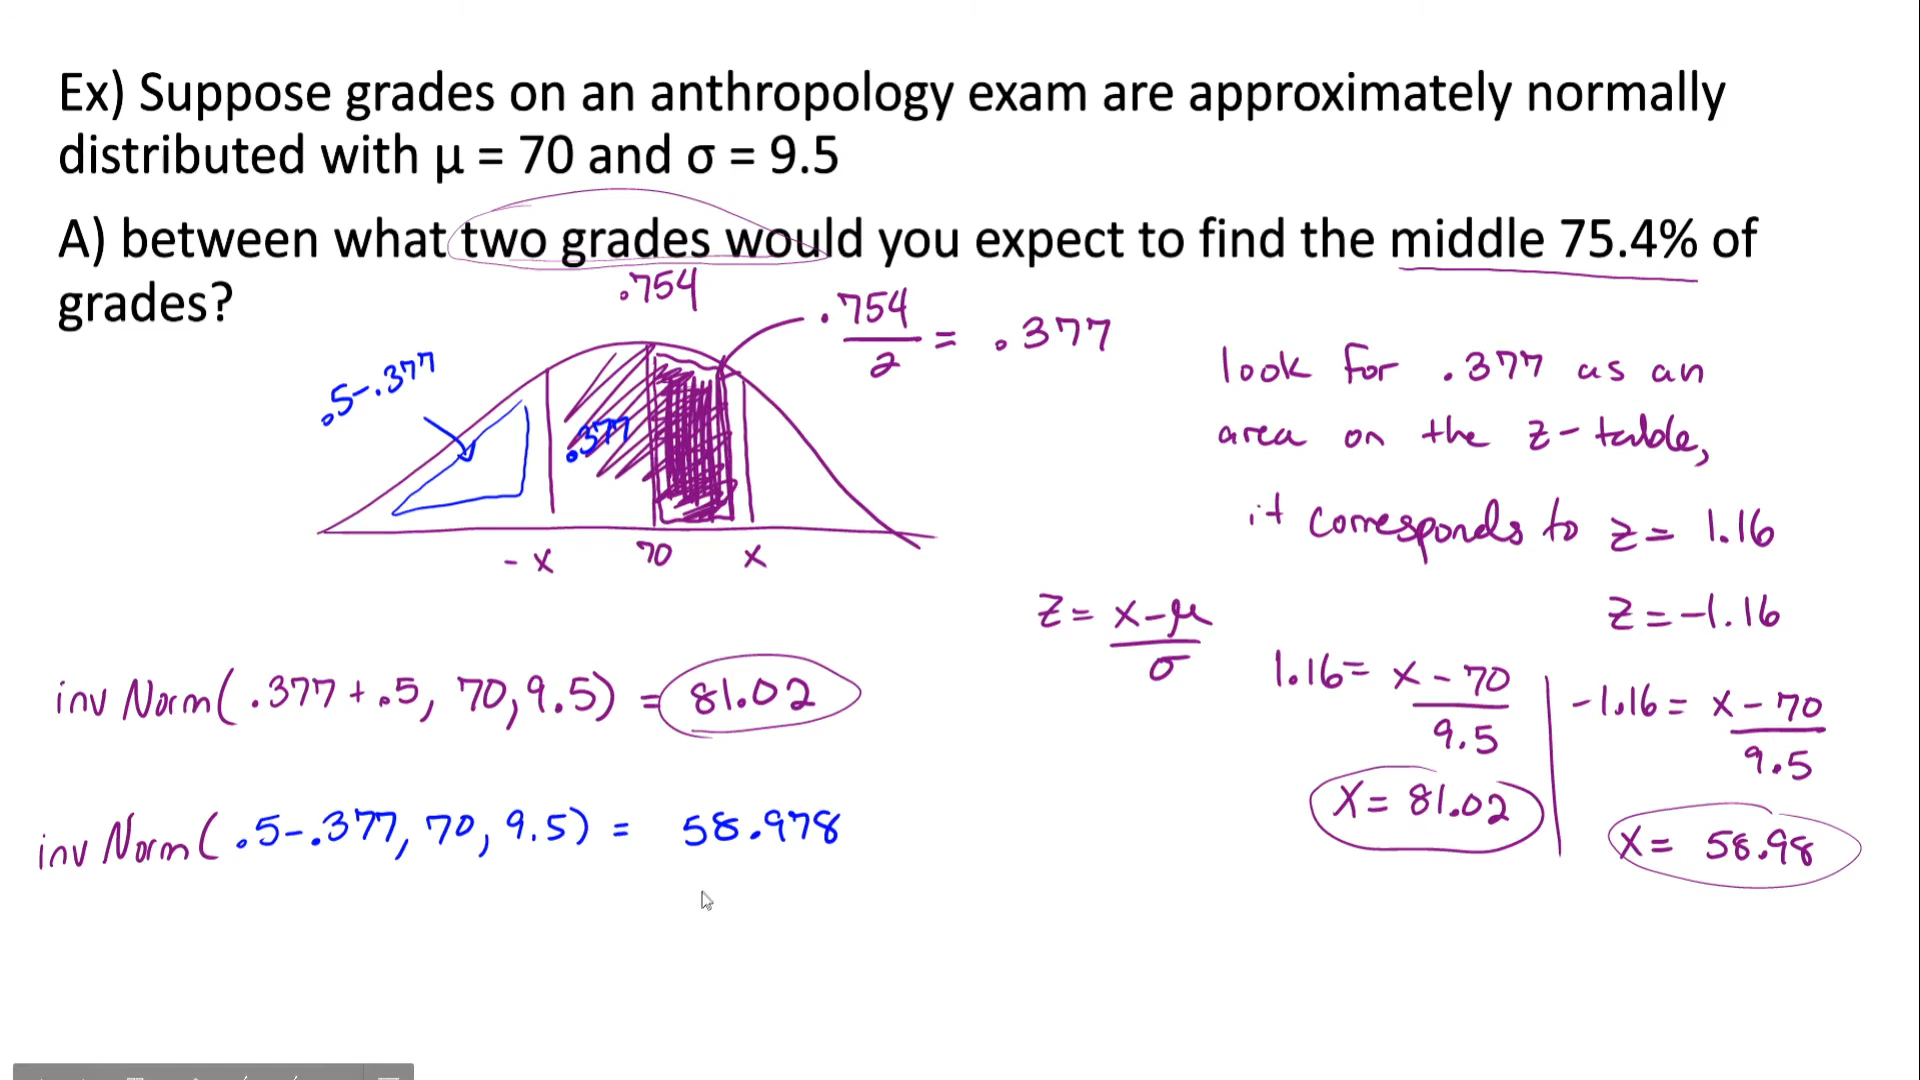 Ex) Suppose grades on an anthropology exam are approximately normally
distributed with μ = 70 and σ = 9.5
A) between what two grades would you expect to find the middle 75.4% of
grades?
.754
.754/2 = .377
.5-.377
.377
-x 70 x
look for .377 as an
area on the z-table,
it corresponds to z = 1.16
z = -1.16
z = x-μ/σ
1.16 = x-70/9.5
x = 81.02
-1.16 = x-70/9.5
x = 58.98
invNorm(.377+.5, 70,9.5) = 81.02
invNorm(.5-.377, 70, 9.5) = 58.978